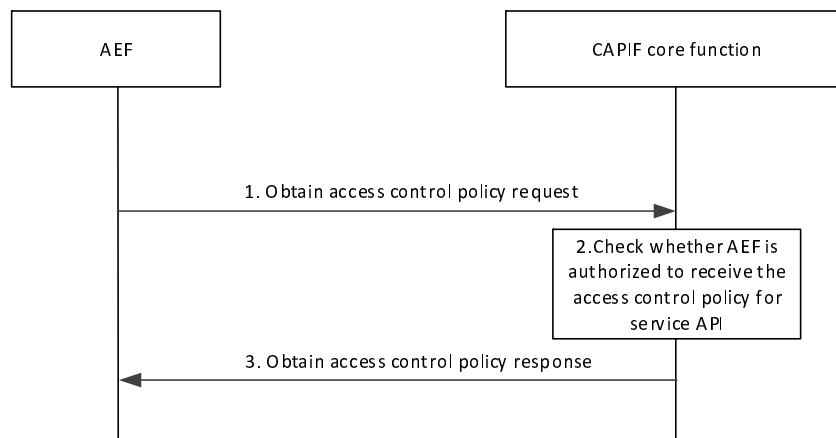 AEF
CAPIF core function
1. Obtain access control policy request
2.Check whether AEF is
authorized to receive the
access control policy for
service API
3. Obtain access control policy response